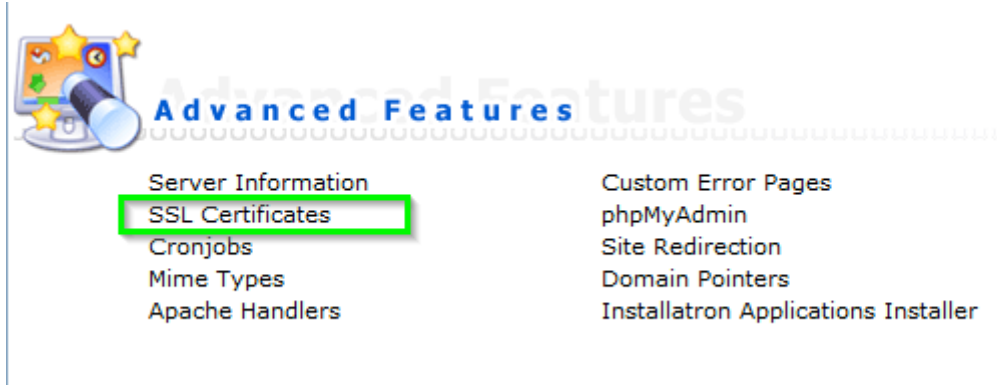 Advanced Features
Server Information
SSL Certificates
Cronjobs
Mime Types
Apache Handlers
Custom Error Pages
phpMyAdmin
Site Redirection
Domain Pointers
Installatron Applications Installer